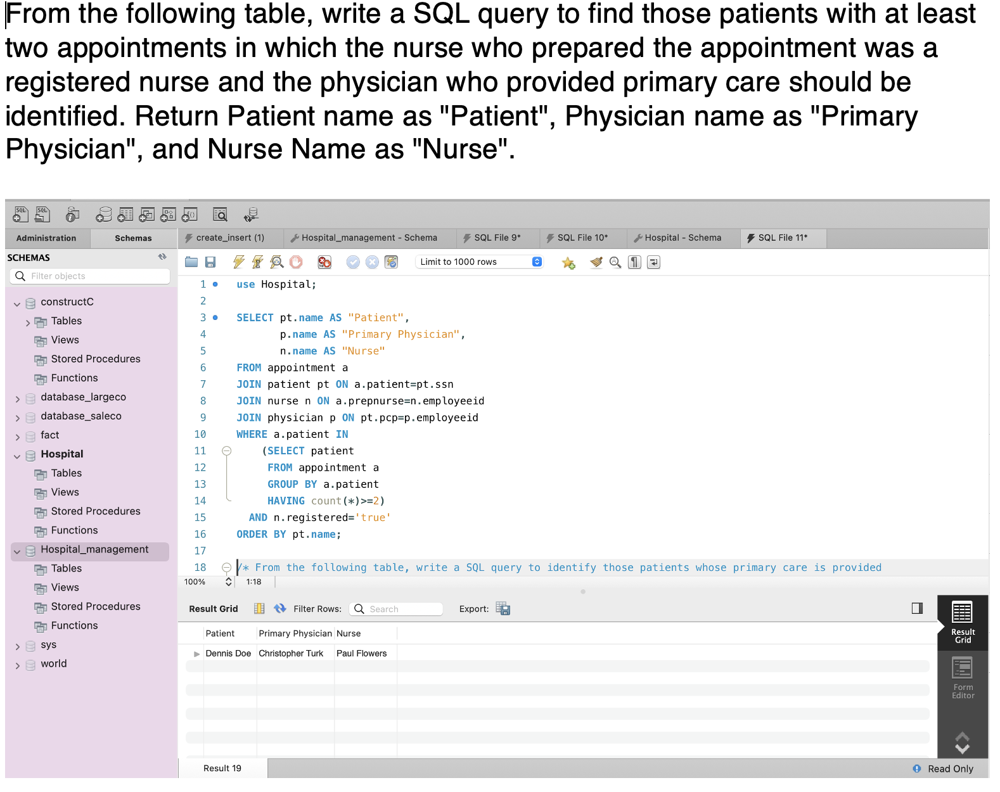 From the following table, write a SQL query to find those patients with at least
two appointments in which the nurse who prepared the appointment was a
registered nurse and the physician who provided primary care should be
identified. Return Patient name as "Patient", Physician name as "Primary
Physician", and Nurse Name as "Nurse".
SQL SQL
Administration Schemas create_insert (1) Hospital_management - Schema SQL File 9* SQL File 10* Hospital - Schema SQL File 11*
SCHEMAS
Limit to 1000 rows
Filter objects
constructC
Tables
Views
Stored Procedures
Functions
database_largeco
database_saleco
fact
Hospital
Tables
Views
Stored Procedures
Functions
Hospital_management
Tables
Views
Stored Procedures
Functions
sys
world
1 use Hospital;
2
3 SELECT pt.name AS "Patient",
4 p.name AS "Primary Physician",
5 n.name AS "Nurse"
6 FROM appointment a
7 JOIN patient pt ON a.patient=pt.ssn
8 JOIN nurse n ON a.prepnurse=n.employeeid
9 JOIN physician p ON pt.pcp=p.employeeid
10 WHERE a.patient IN
11 (SELECT patient
12 FROM appointment a
13 GROUP BY a.patient
14 HAVING count(*)>=2)
15 AND n.registered='true'
16 ORDER BY pt.name;
17
18 /* From the following table, write a SQL query to identify those patients whose primary care is provided
100% 1:18
Result Grid Filter Rows: Search Export:
Patient Primary Physician Nurse
Dennis Doe Christopher Turk Paul Flowers
Result
Grid
Form
Editor
Result 19 Read Only